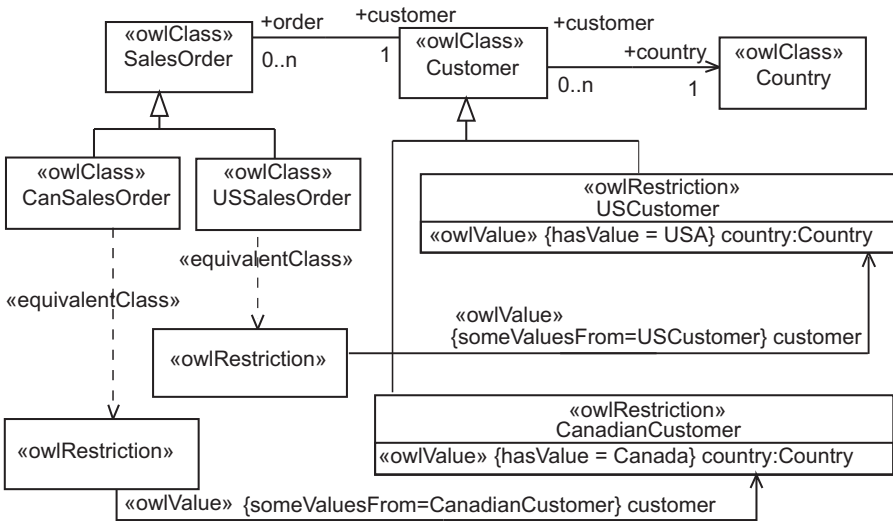 +order
+customer
+customer
«owlClass»
SalesOrder
0..n
1
«owlClass»
Customer
+country
0..n
1
«owlClass»
Country
«owlClass»
CanSalesOrder
«owlClass»
USSalesOrder
«owlRestriction»
USCustomer
«owlValue» {hasValue = USA} country:Country
«equivalentClass»
«equivalentClass»
«owlValue»
{someValuesFrom=USCustomer} customer
«owlRestriction»
«owlRestriction»
CanadianCustomer
«owlValue» {hasValue = Canada} country:Country
«owlRestriction»
«owlValue» {someValuesFrom=CanadianCustomer} customer